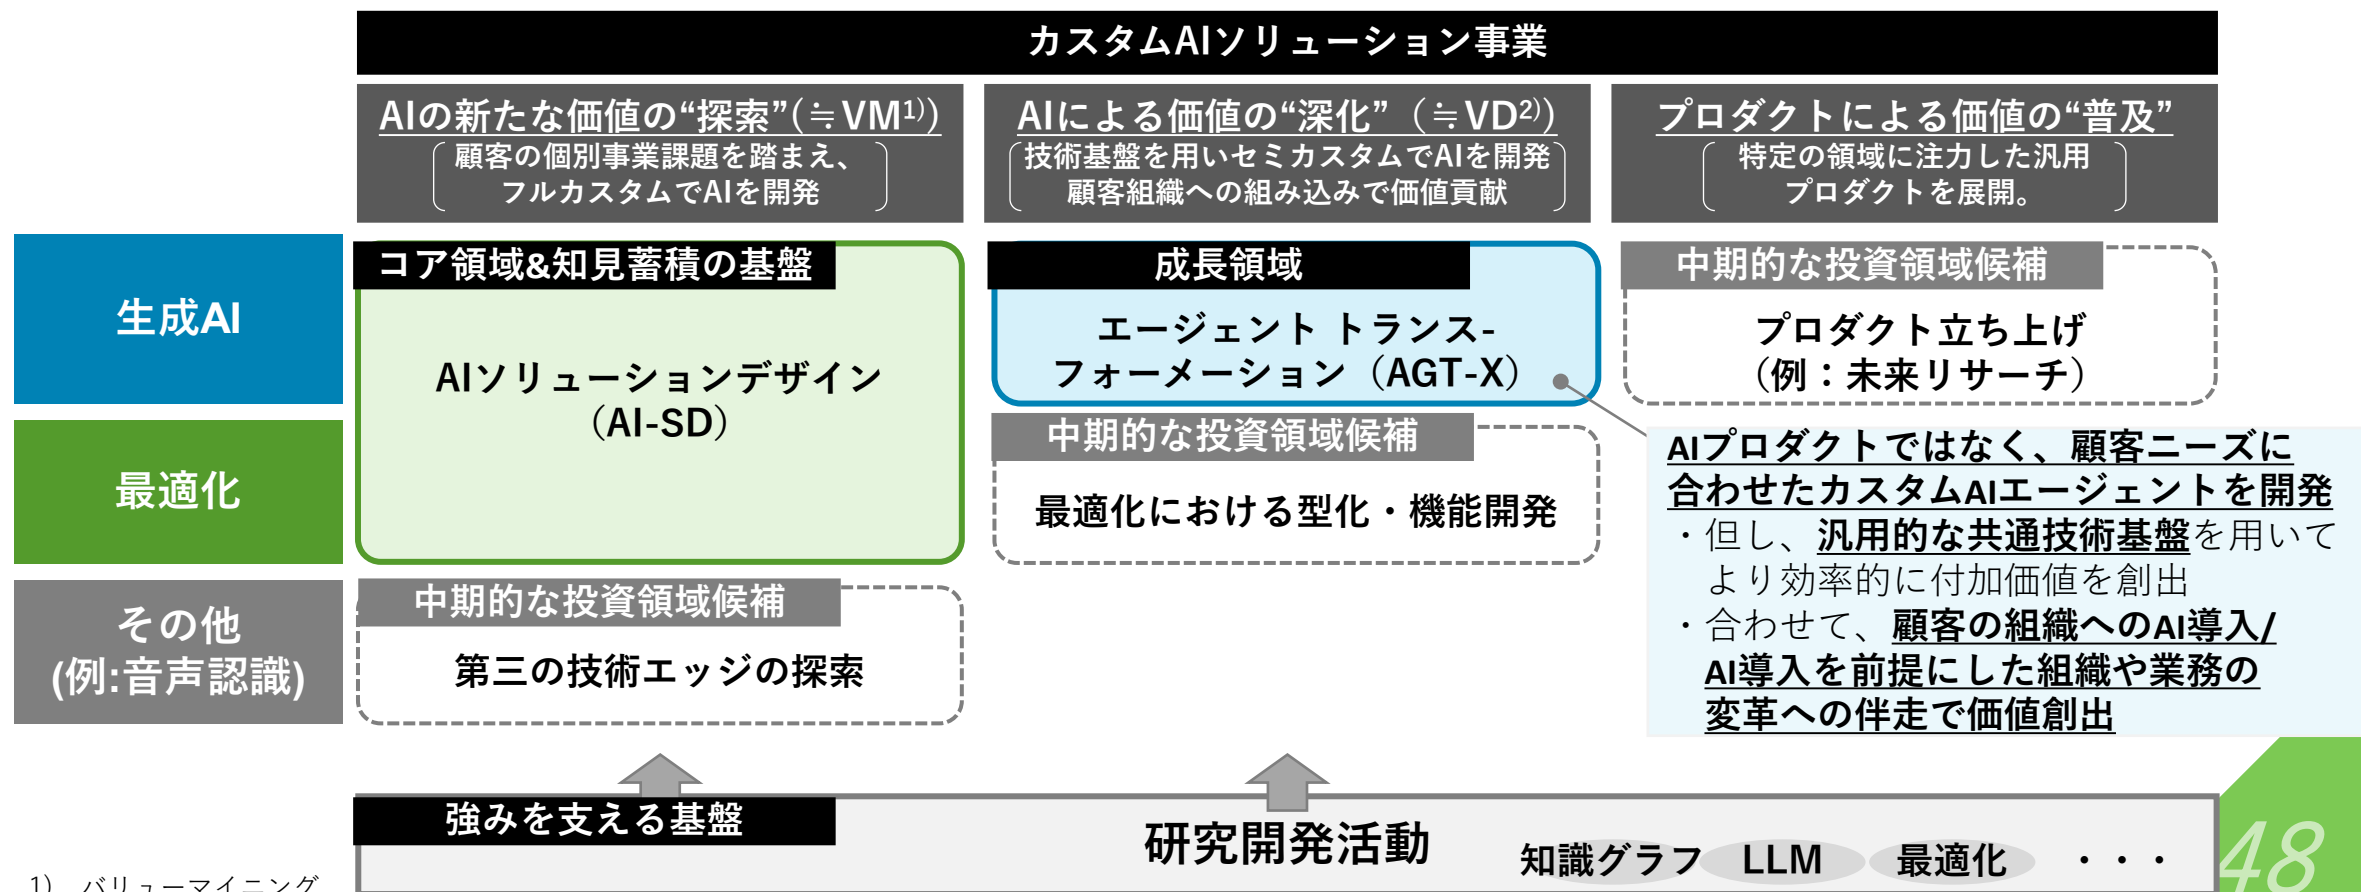 カスタムAIソリューション事業
AIの新たな価値の“探索”(≒VM1))
顧客の個別事業課題を踏まえ、
フルカスタムでAIを開発
AIによる価値の“深化”（≒VD2))
技術基盤を用いセミカスタムでAIを開発
顧客組織への組み込みで価値貢献
プロダクトによる価値の“普及”
特定の領域に注力した汎用
プロダクトを展開。
生成AI
コア領域&知見蓄積の基盤
AIソリューションデザイン
（AI-SD）
成長領域
エージェント トランス-
フォーメーション（AGT-X）
中期的な投資領域候補
プロダクト立ち上げ
（例：未来リサーチ）
最適化
中期的な投資領域候補
最適化における型化・機能開発
AIプロダクトではなく、顧客ニーズに
合わせたカスタムAIエージェントを開発
・但し、汎用的な共通技術基盤を用いて
より効率的に付加価値を創出
・合わせて、顧客の組織へのAI導入/
AI導入を前提にした組織や業務の
変革への伴走で価値創出
その他
(例:音声認識)
中期的な投資領域候補
第三の技術エッジの探索
強みを支える基盤
研究開発活動
知識グラフ LLM 最適化 ・・・
48
1) バリューマイニング